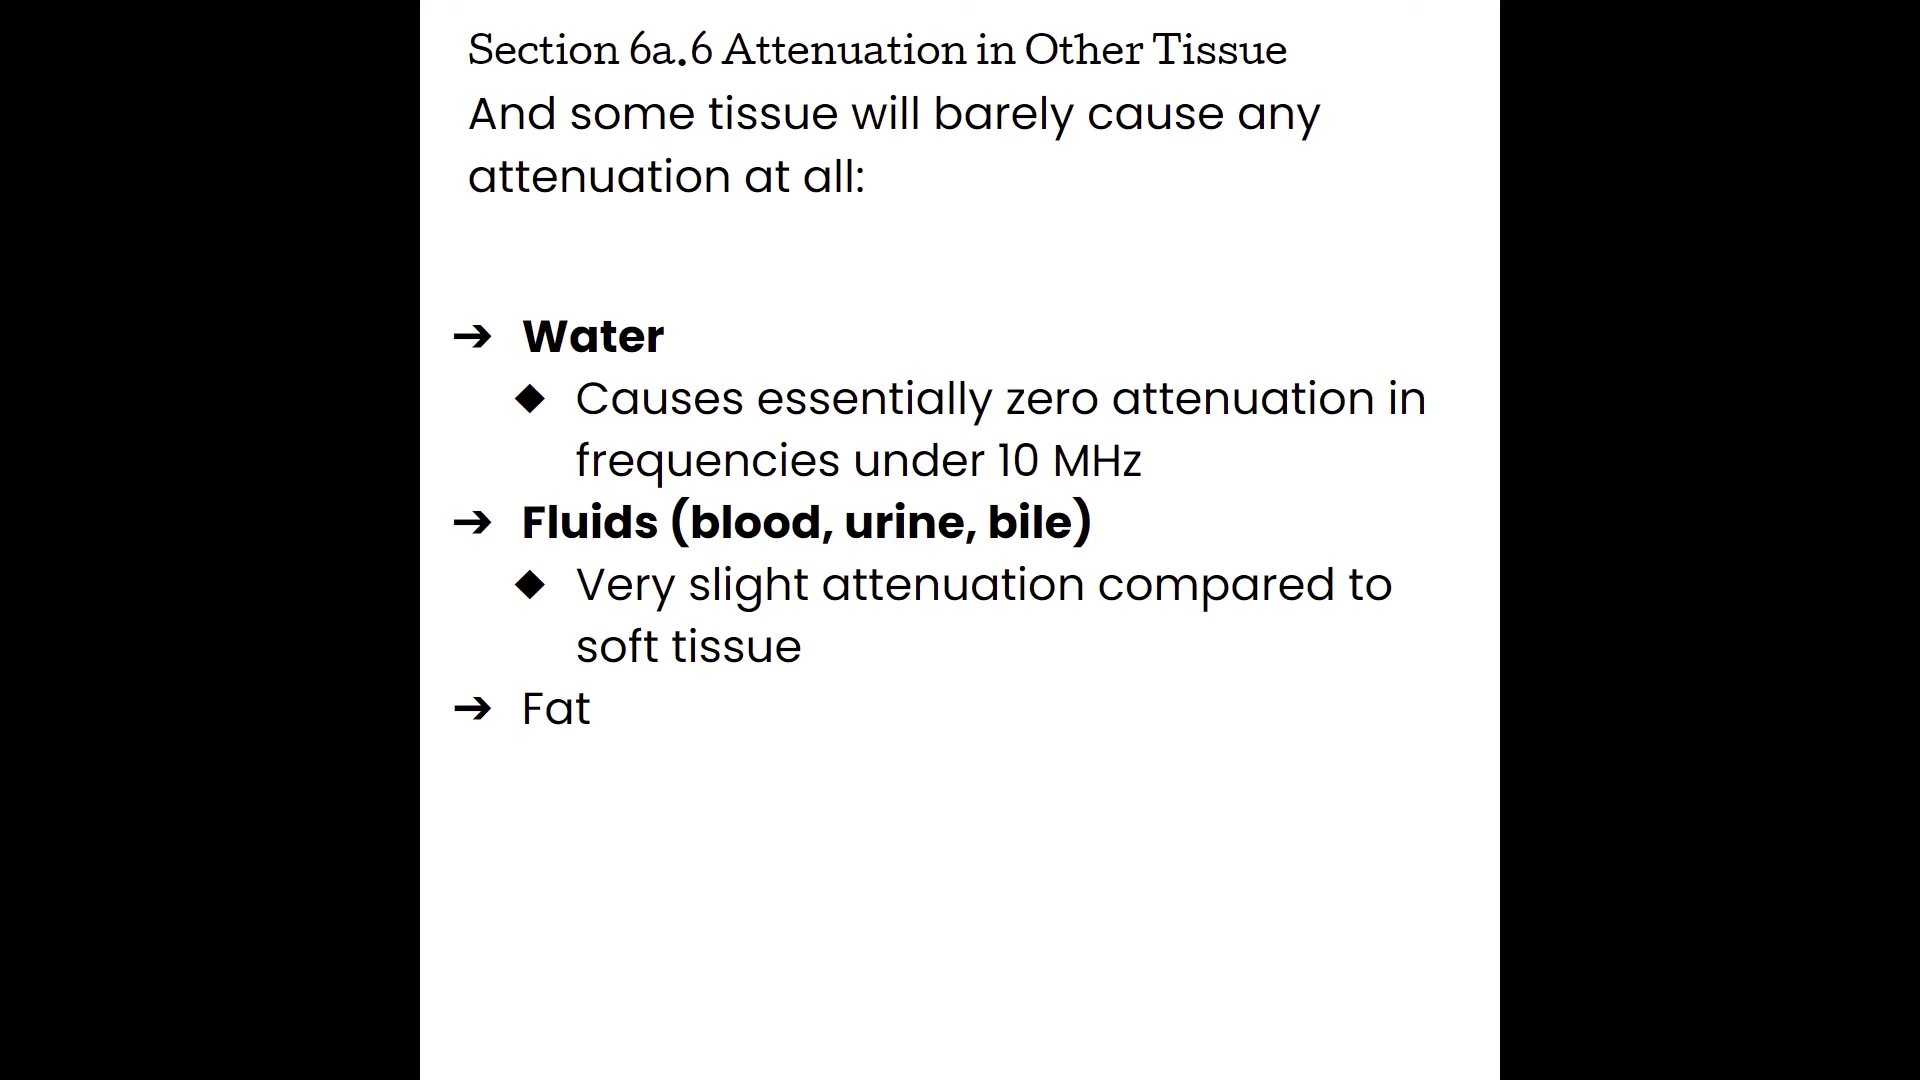 Section 6a.6 Attenuation in Other Tissue
And some tissue will barely cause any
attenuation at all:
➔ Water
◆ Causes essentially zero attenuation in
frequencies under 10 MHz
➔ Fluids (blood, urine, bile)
◆ Very slight attenuation compared to
soft tissue
➔ Fat